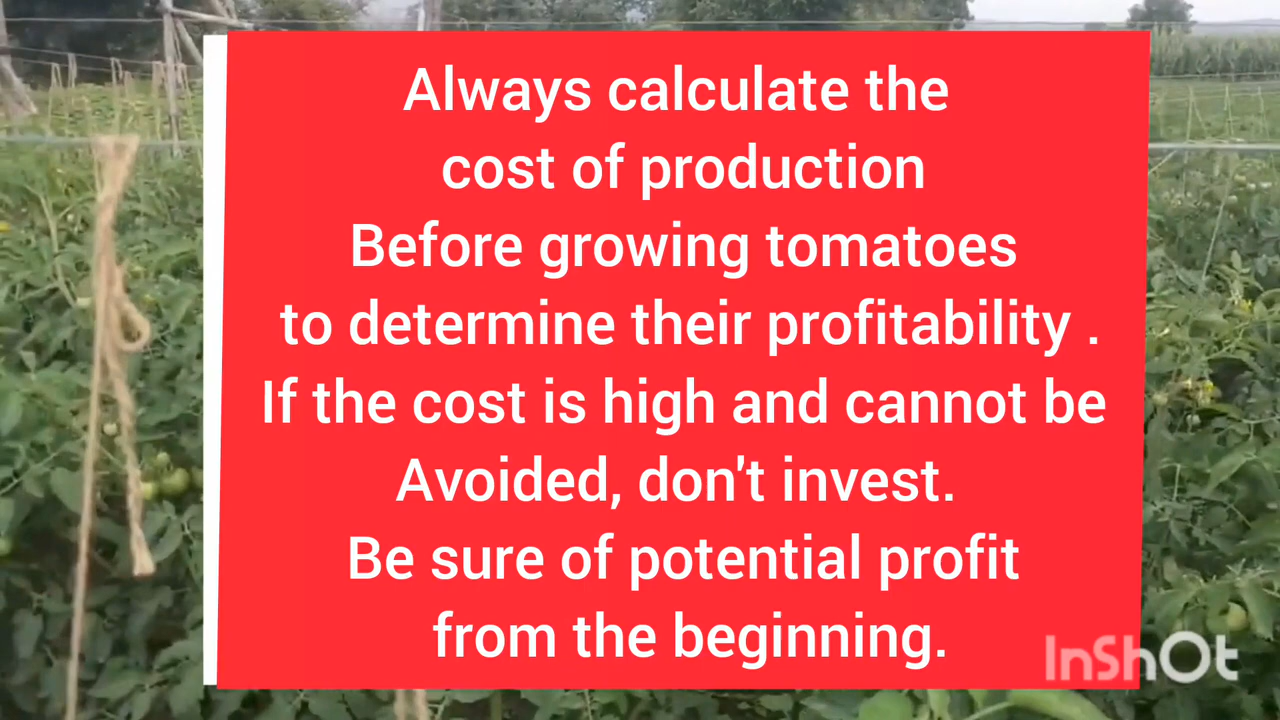 Always calculate the
cost of production
Before growing tomatoes
to determine their profitability .
If the cost is high and cannot be
Avoided, don't invest.
Be sure of potential profit
from the beginning.
InShOt